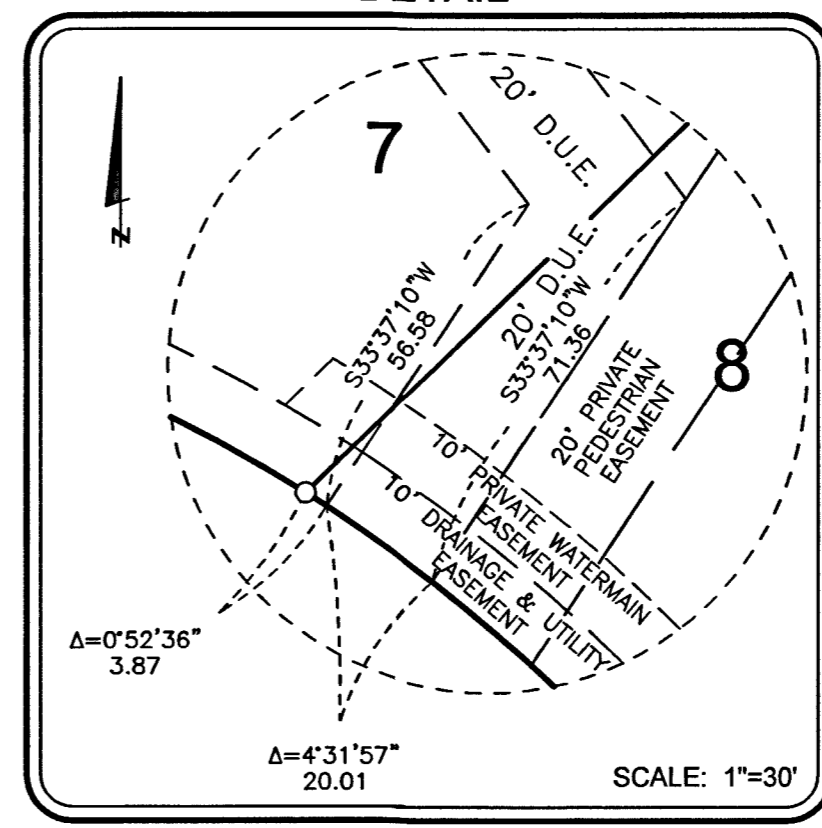 7
20' D.U.E.
N
S33°37'10"W
56.58
20' D.U.E.
S33°37'10"W
71.36
8
20' PRIVATE
PEDESTRIAN
EASEMENT
10' PRIVATE WATERMAIN
EASEMENT
10' DRAINAGE & UTILITY
EASEMENT
Δ=0°52'36"
3.87
Δ=4°31'57"
20.01
SCALE: 1"=30'